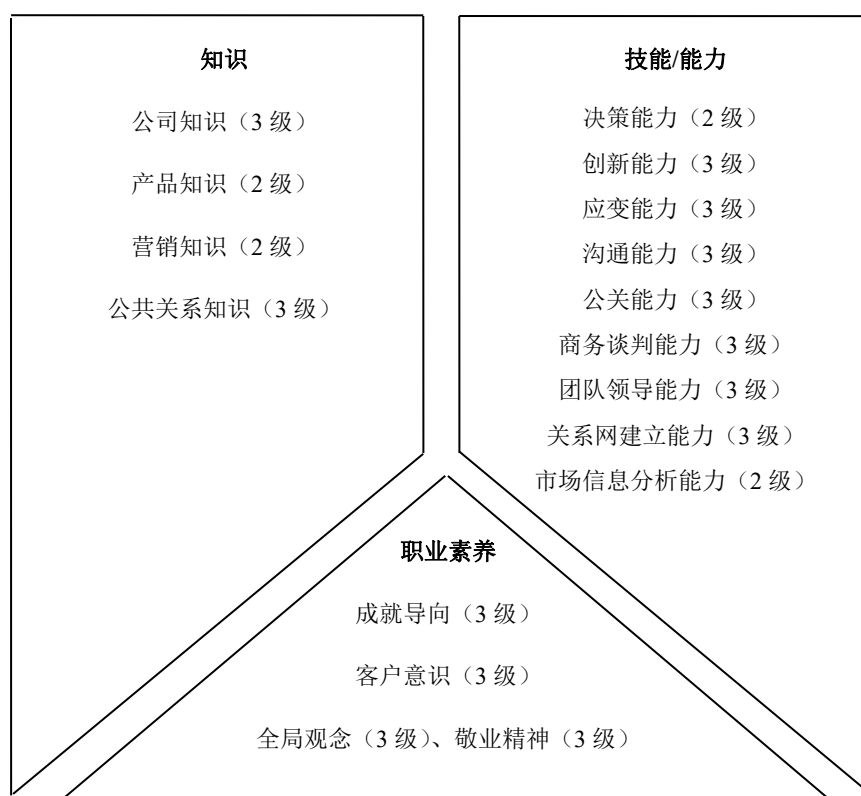 知识
公司知识（3 级）
产品知识（2 级）
营销知识（2 级）
公共关系知识（3 级）
技能/能力
决策能力（2 级）
创新能力（3 级）
应变能力（3 级）
沟通能力（3 级）
公关能力（3 级）
商务谈判能力（3 级）
团队领导能力（3 级）
关系网建立能力（3 级）
市场信息分析能力（2 级）
职业素养
成就导向（3 级）
客户意识（3 级）
全局观念（3 级）、敬业精神（3 级）